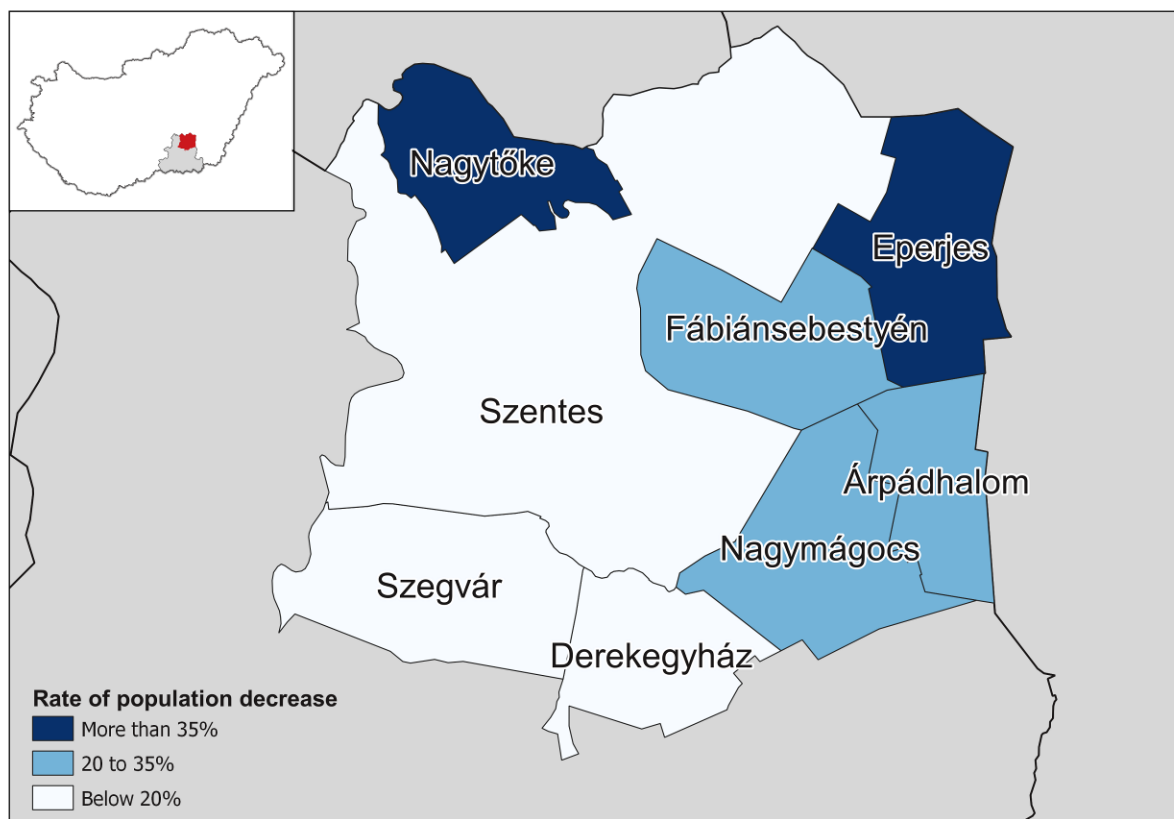 Nagytőke
Eperjes
Fábiánsebestyén
Szentes
Árpádhalom
Nagymágocs
Szegvár
Derekegyház
Rate of population decrease
More than 35%
20 to 35%
Below 20%